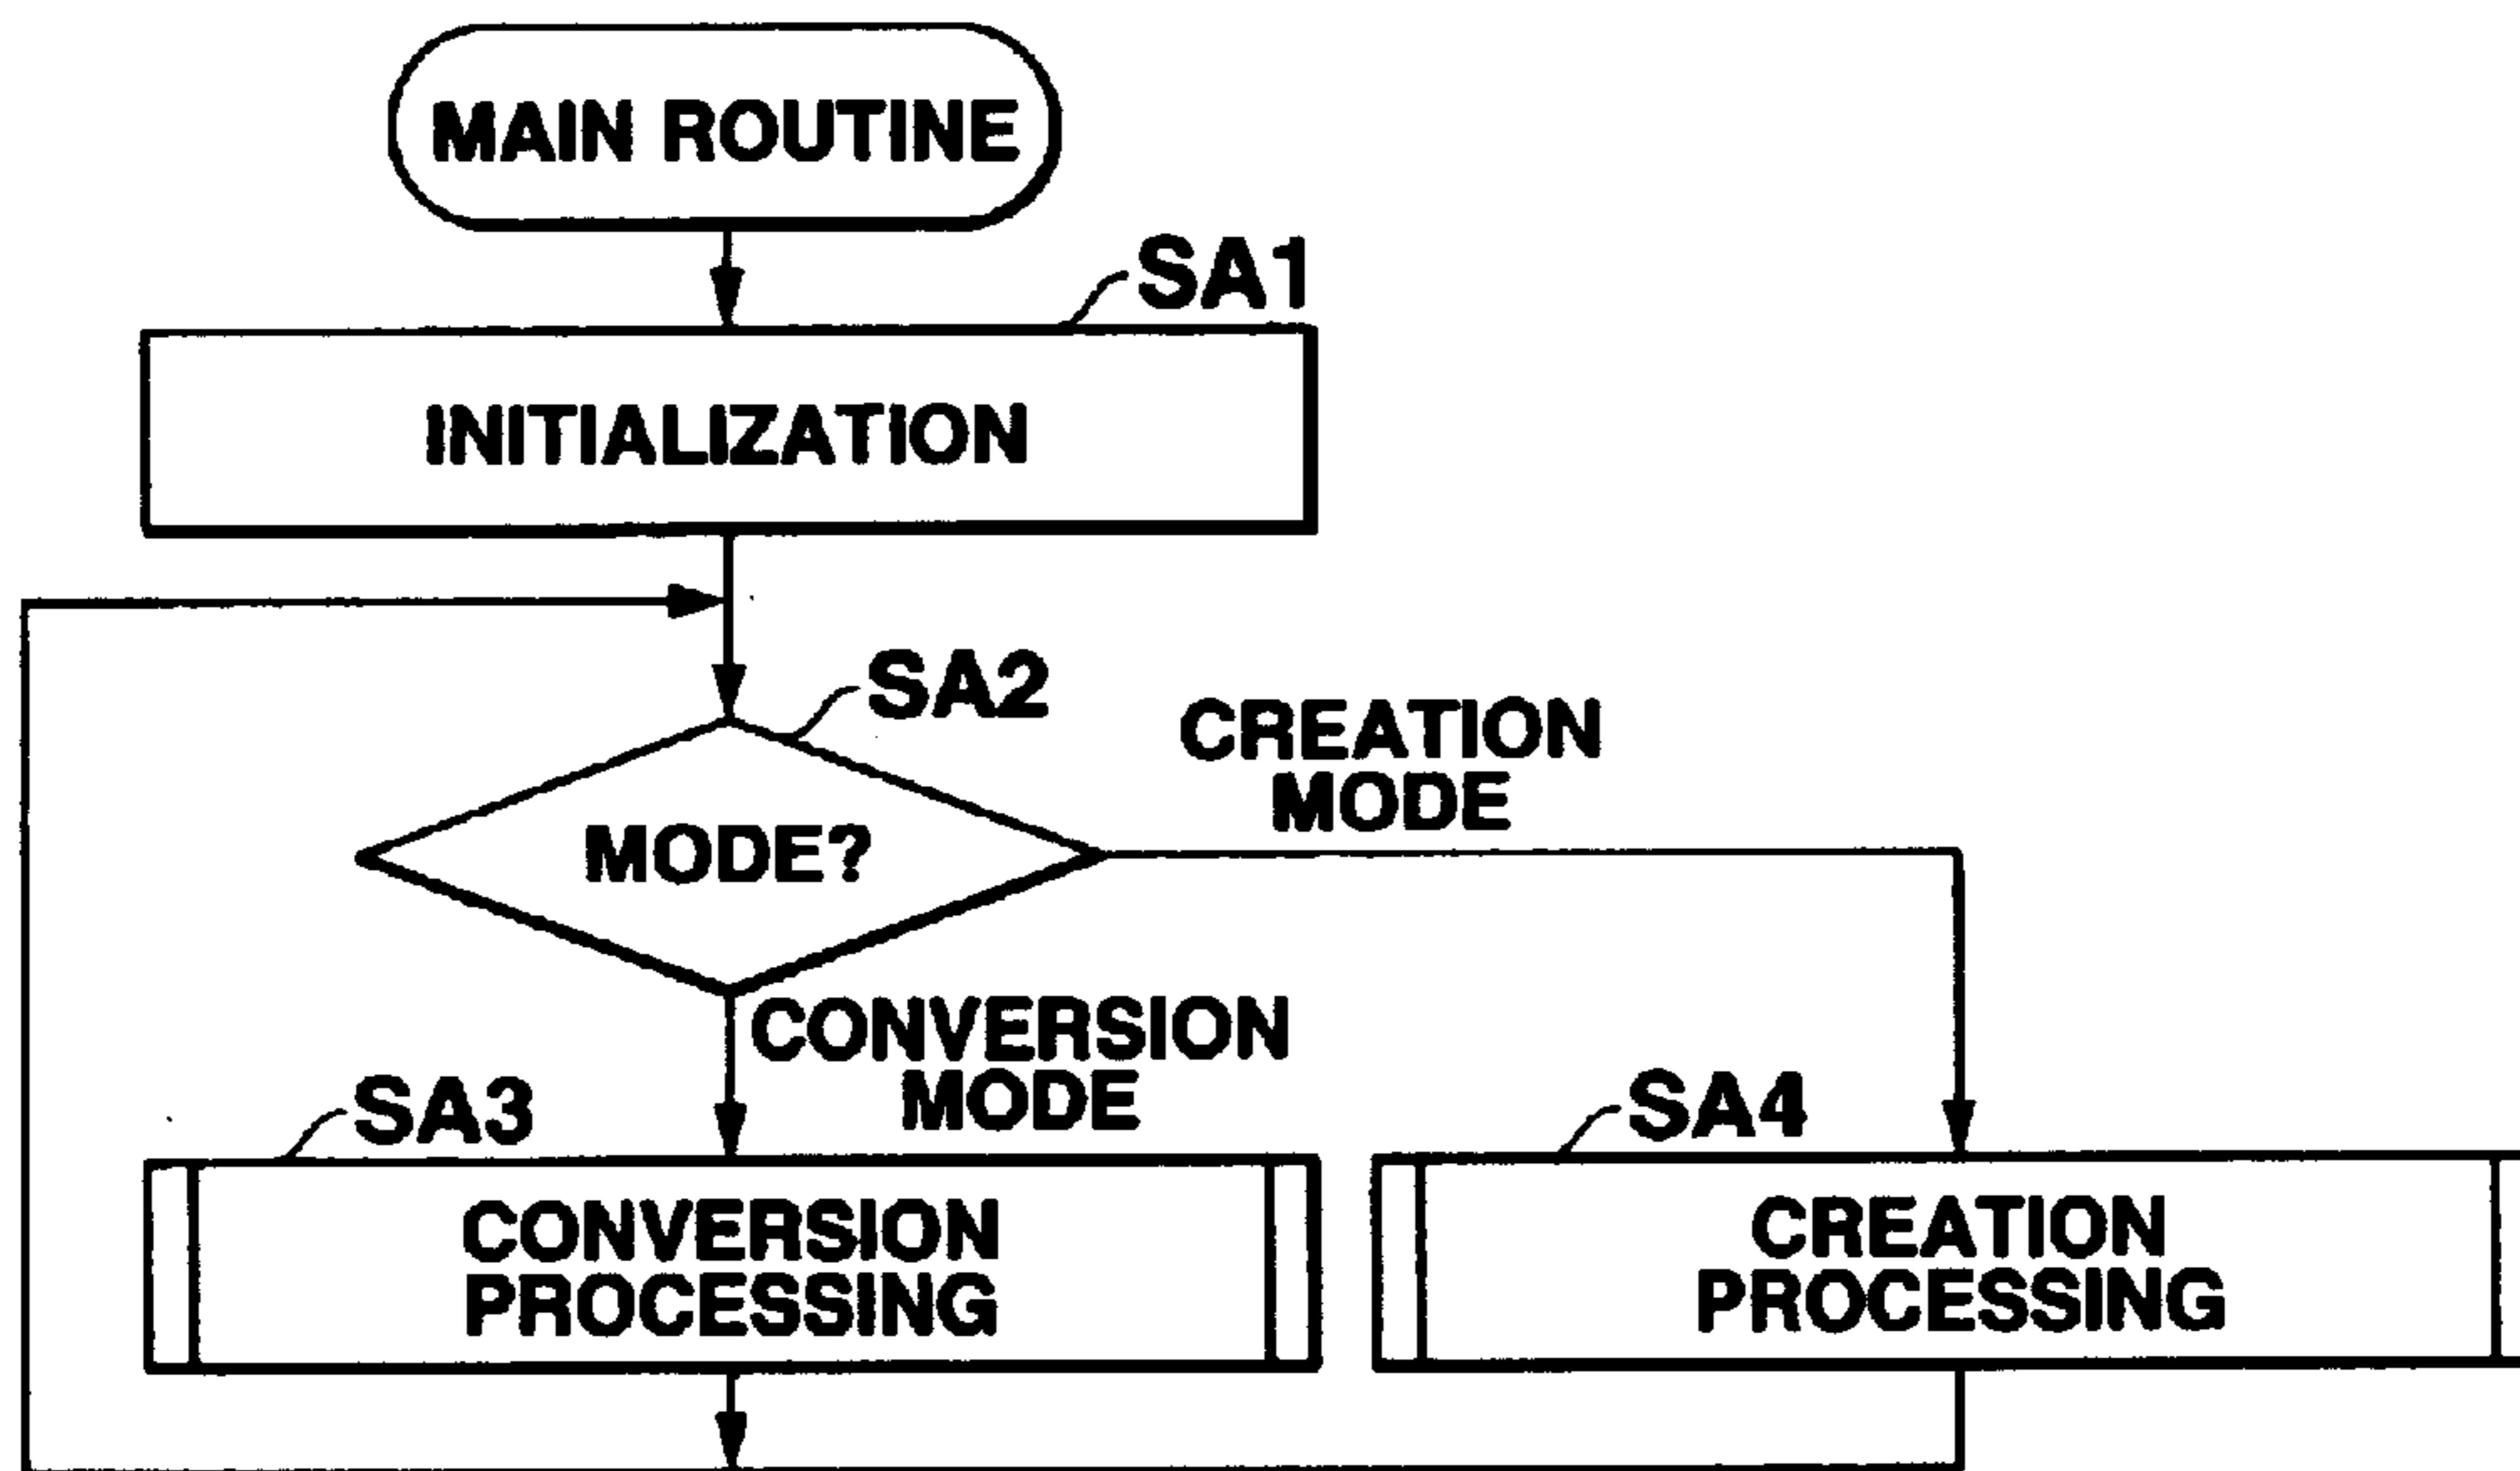 MAIN ROUTINE
SA1
INITIALIZATION
SA2
CREATION
MODE
MODE?
CONVERSION
MODE
SA3
SA4
CONVERSION
PROCESSING
CREATION
PROCESSING